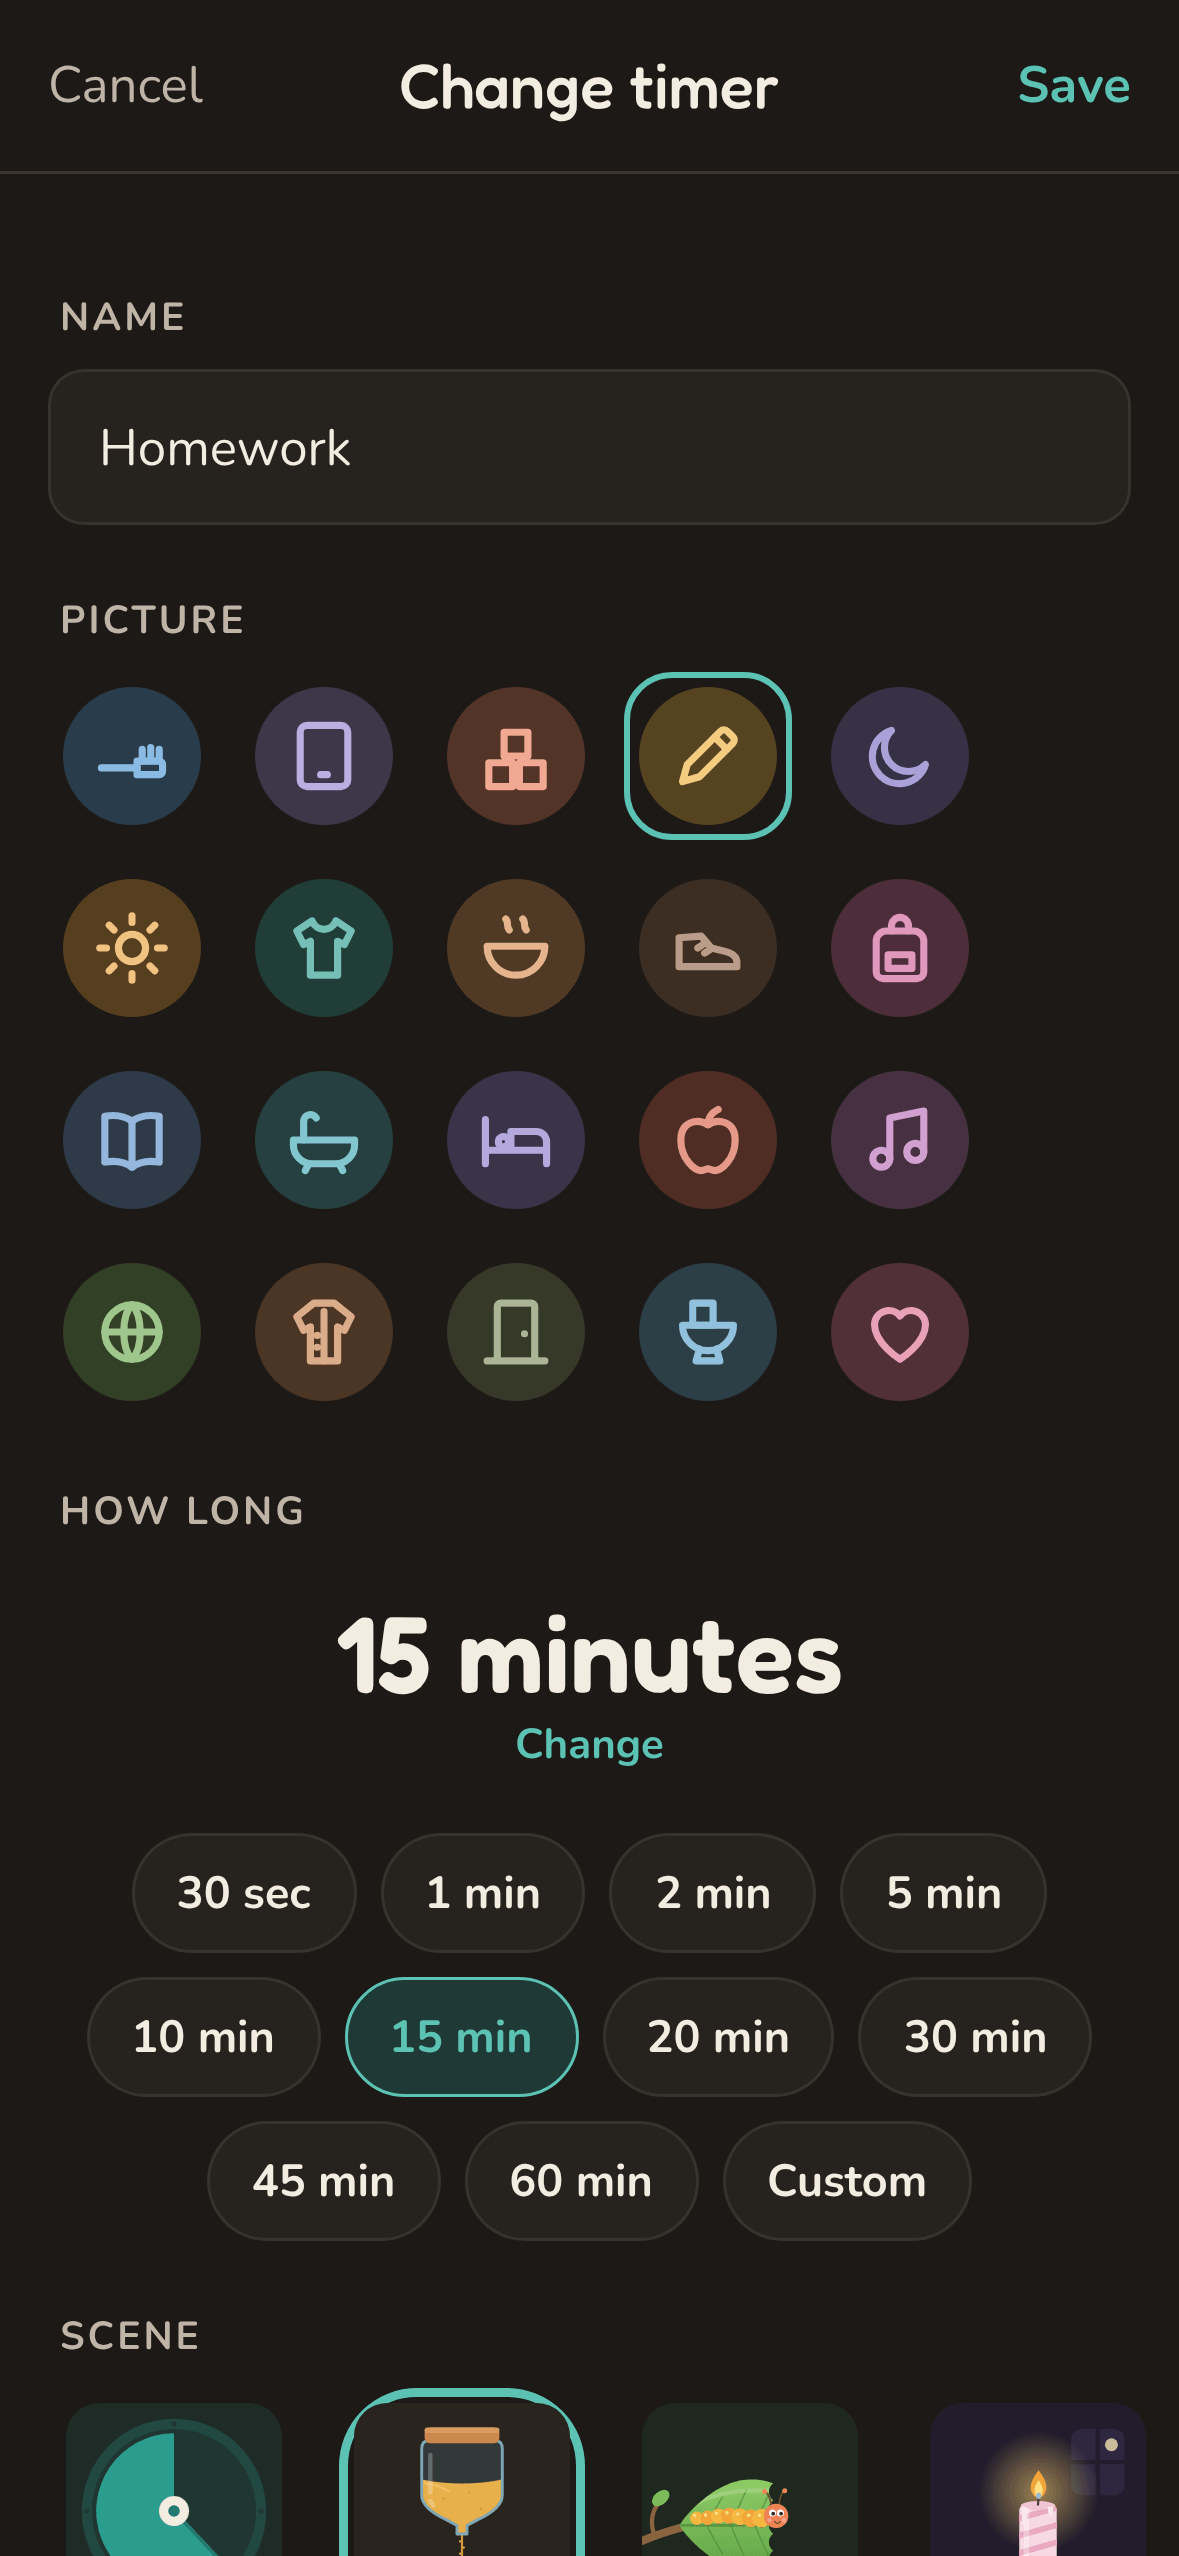 Cancel Change timer Save
NAME
Homework
PICTURE
HOW LONG
15 minutes
Change
30 sec 1 min 2 min 5 min
10 min 15 min 20 min 30 min
45 min 60 min Custom
SCENE